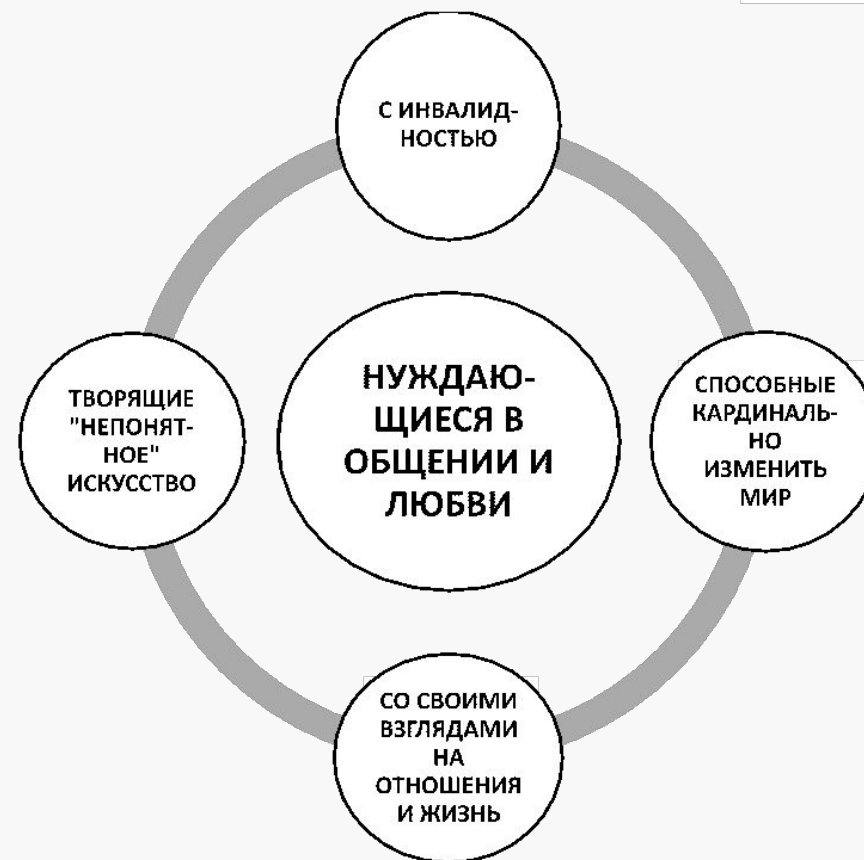 С ИНВАЛИД-
НОСТЬЮ
ТВОРЯЩИЕ
"НЕПОНЯТ-
НОЕ"
ИСКУССТВО
НУЖДАЮ-
ЩИЕСЯ В
ОБЩЕНИИ И
ЛЮБВИ
СПОСОБНЫЕ
КАРДИНАЛЬ-
НО
ИЗМЕНИТЬ
МИР
СО СВОИМИ
ВЗГЛЯДАМИ
НА
ОТНОШЕНИЯ
И ЖИЗНЬ